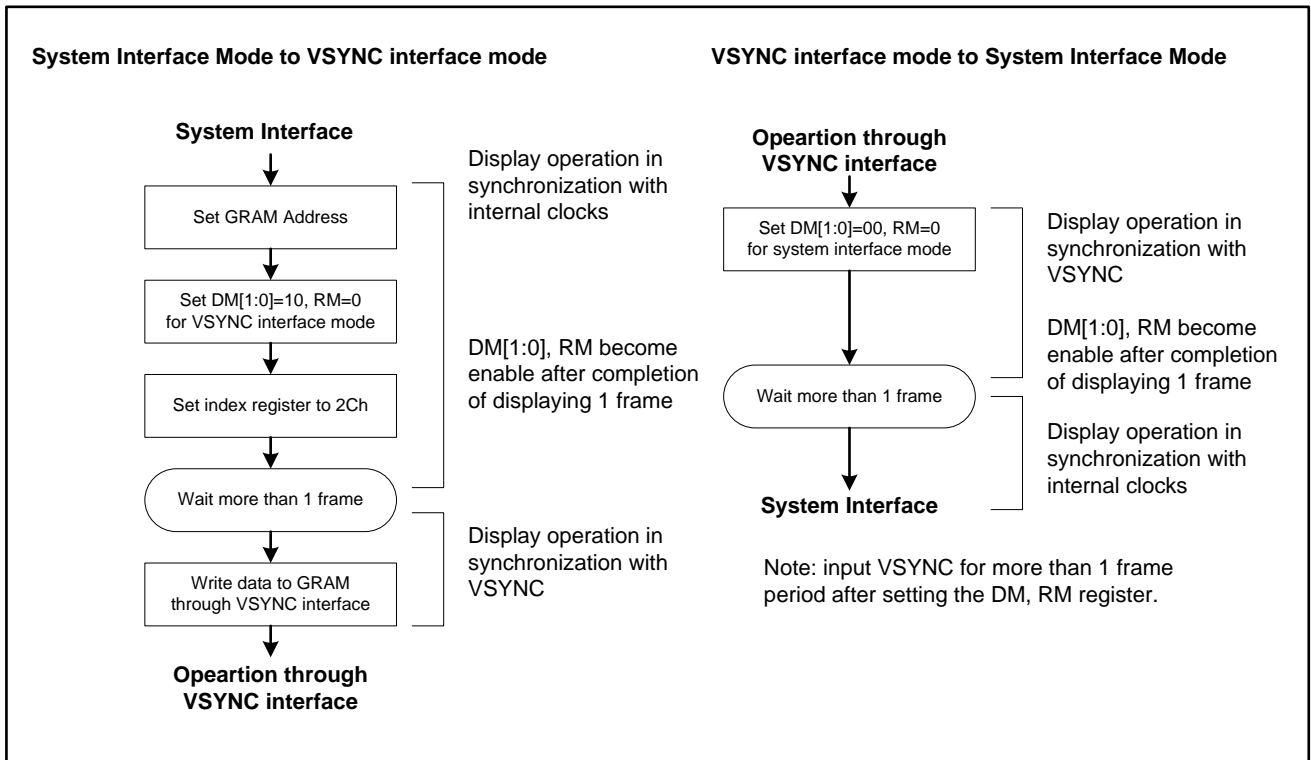 System Interface Mode to VSYNC interface mode
System Interface
Set GRAM Address
Set DM[1:0]=10, RM=0
for VSYNC interface mode
Set index register to 2Ch
Wait more than 1 frame
Write data to GRAM
through VSYNC interface
Opeartion through
VSYNC interface
Display operation in
synchronization with
internal clocks
DM[1:0], RM become
enable after completion
of displaying 1 frame
Display operation in
synchronization with
VSYNC
VSYNC interface mode to System Interface Mode
Opeartion through
VSYNC interface
Set DM[1:0]=00, RM=0
for system interface mode
Wait more than 1 frame
System Interface
Display operation in
synchronization with
VSYNC
DM[1:0], RM become
enable after completion
of displaying 1 frame
Display operation in
synchronization with
internal clocks
Note: input VSYNC for more than 1 frame
period after setting the DM, RM register.